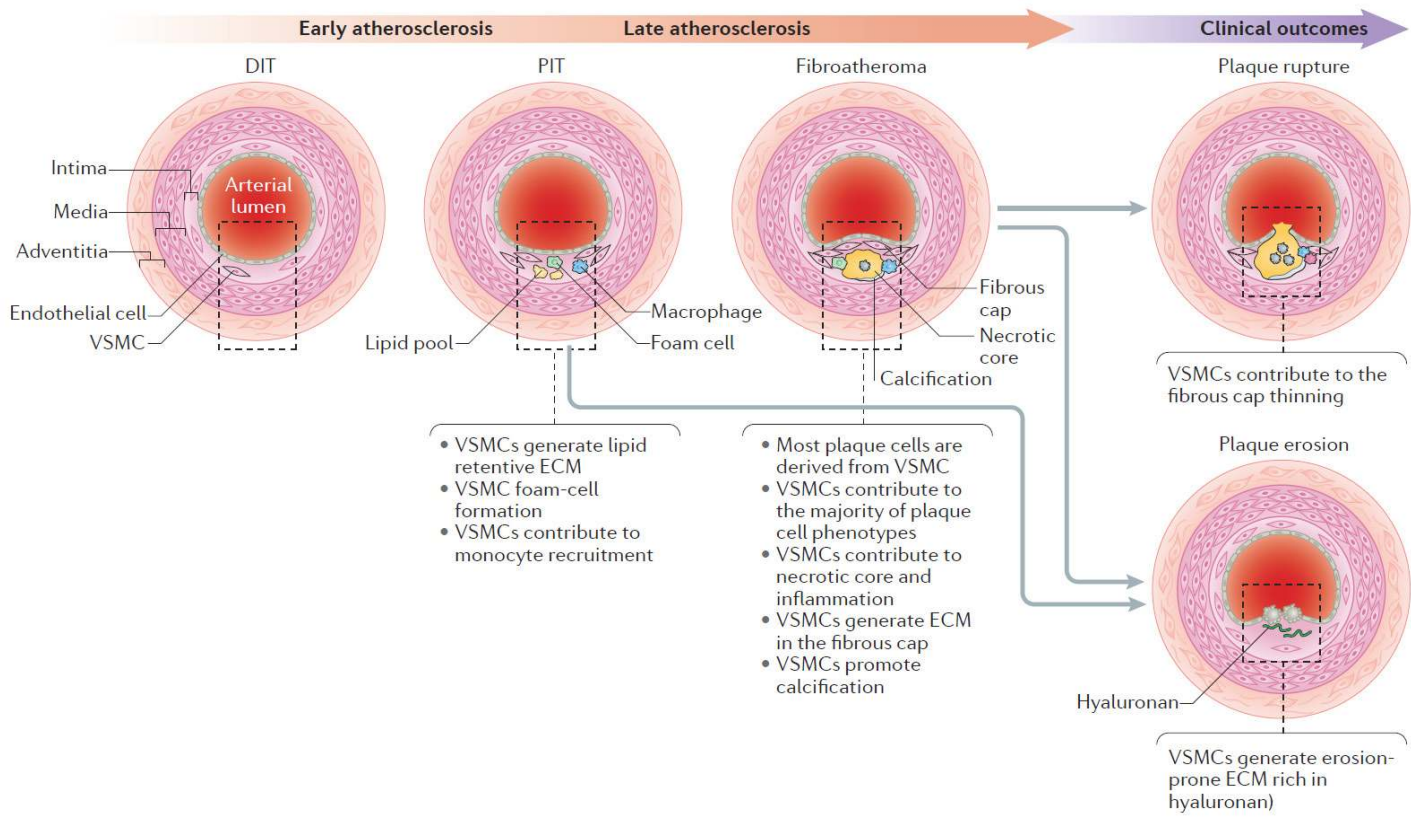 Early atherosclerosis
Late atherosclerosis
Clinical outcomes
DIT
PIT
Fibroatheroma
Plaque rupture
Intima
Media
Adventitia
Endothelial cell
VSMC
Arterial
lumen
Lipid pool
Macrophage
Foam cell
Fibrous
cap
Necrotic
core
Calcification
• VSMCs generate lipid
retentive ECM
• VSMC foam-cell
formation
• VSMCs contribute to
monocyte recruitment
• Most plaque cells are
derived from VSMC
• VSMCs contribute to
the majority of plaque
cell phenotypes
• VSMCs contribute to
necrotic core and
inflammation
• VSMCs generate ECM
in the fibrous cap
• VSMCs promote
calcification
VSMCs contribute to the
fibrous cap thinning
Plaque erosion
Hyaluronan
VSMCs generate erosion-
prone ECM rich in
hyaluronan)